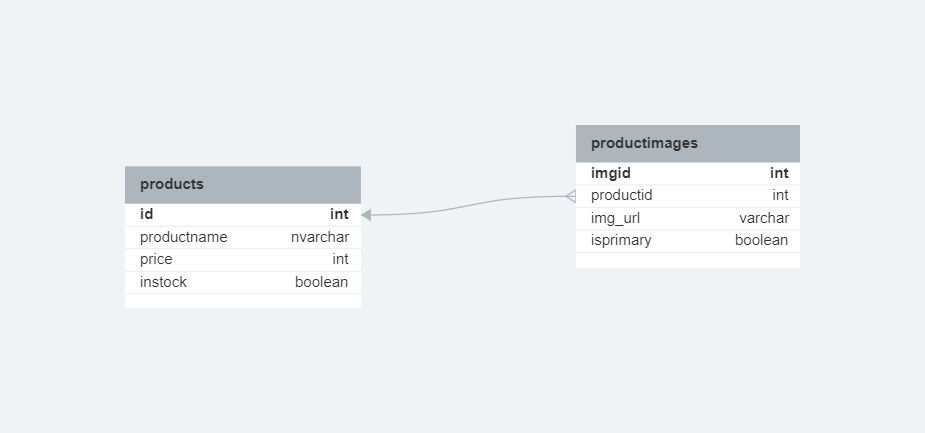 products
id int
productname nvarchar
price int
instock boolean
productimages
imgid int
productid int
img_url varchar
isprimary boolean